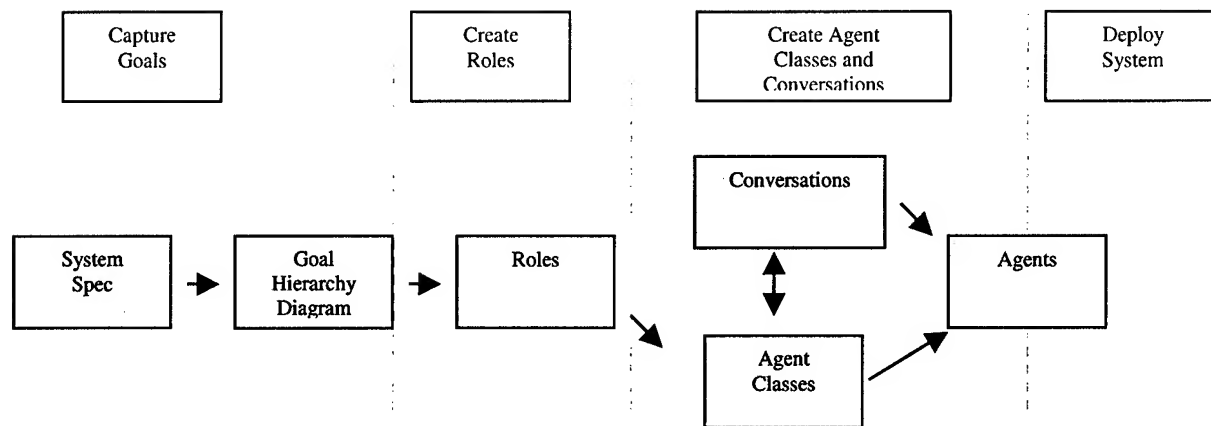 Capture
Goals
Create
Roles
Create Agent
Classes and
Conversations
Deploy
System
Conversations
System
Spec
Goal
Hierarchy
Diagram
Roles
Agents
Agent
Classes